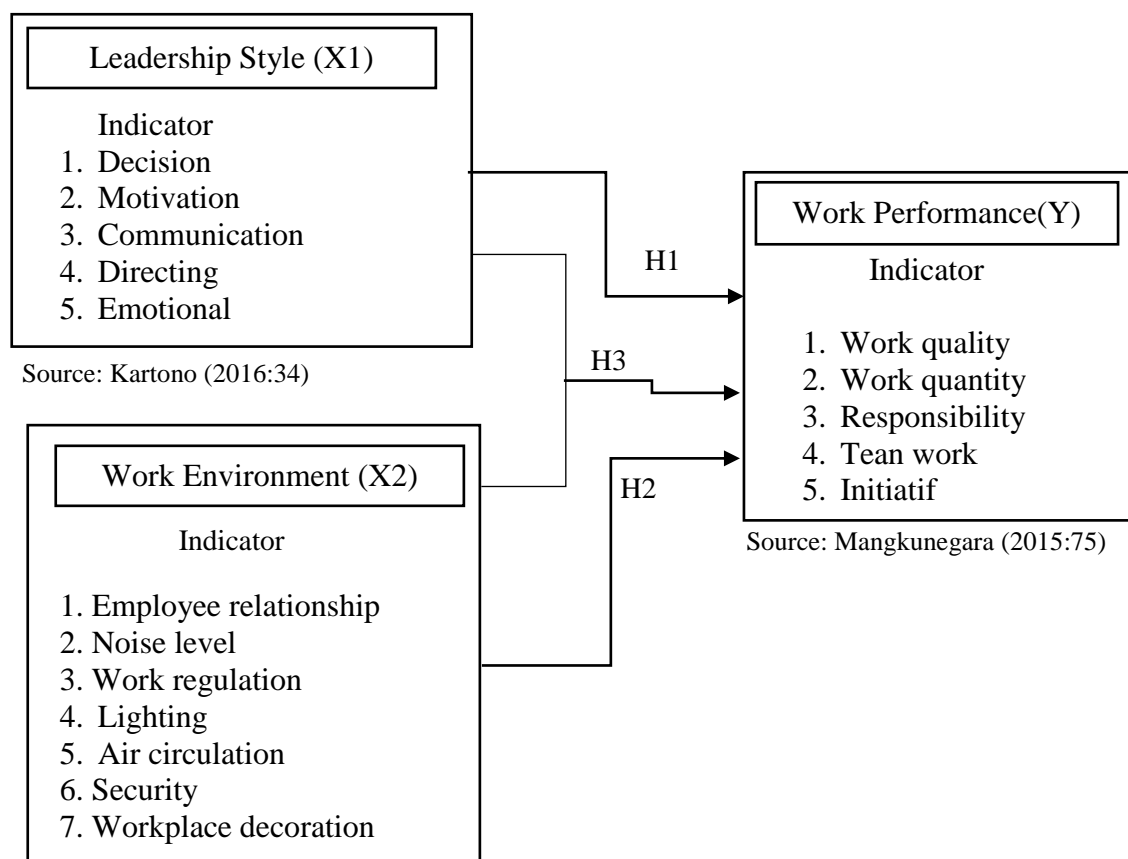 Leadership Style (X1)
Indicator
1. Decision
2. Motivation
3. Communication
4. Directing
5. Emotional
Source: Kartono (2016:34)
Work Environment (X2)
Indicator
1. Employee relationship
2. Noise level
3. Work regulation
4. Lighting
5. Air circulation
6. Security
7. Workplace decoration
H1
H3
H2
Work Performance(Y)
Indicator
1. Work quality
2. Work quantity
3. Responsibility
4. Tean work
5. Initiatif
Source: Mangkunegara (2015:75)